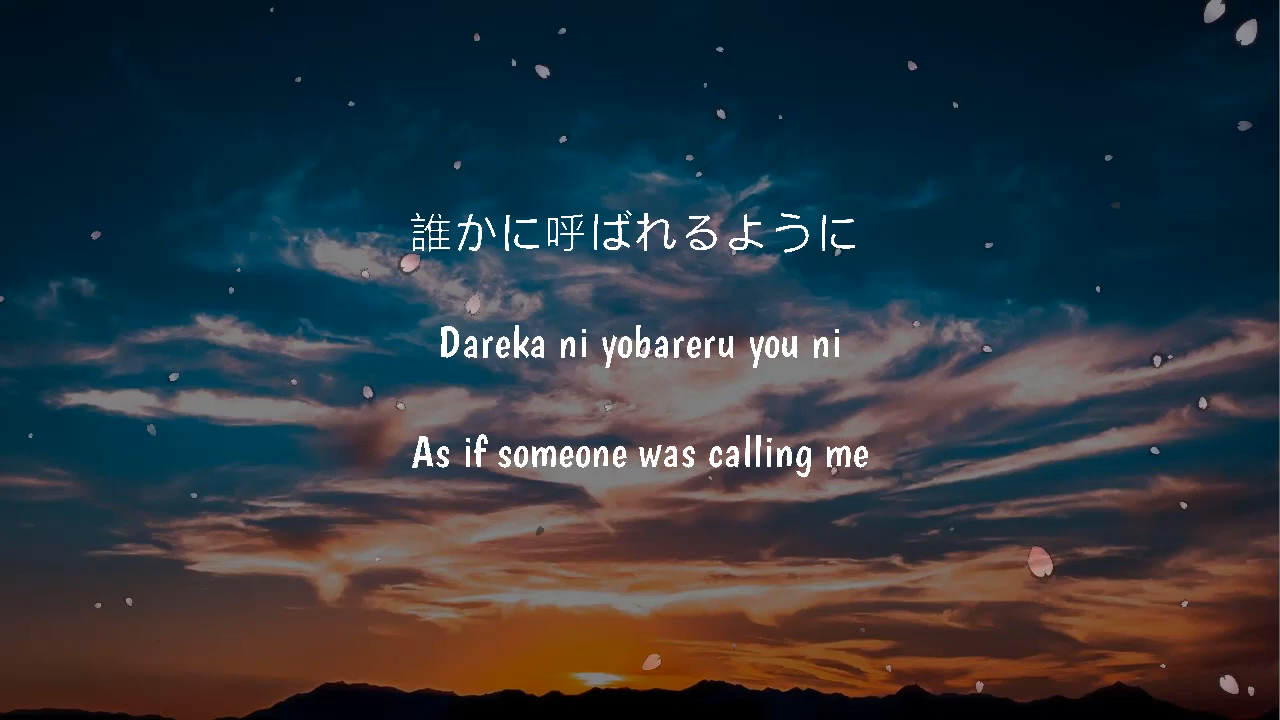 誰かに呼ばれるように
Dareka ni yobareru you ni
As if someone was calling me